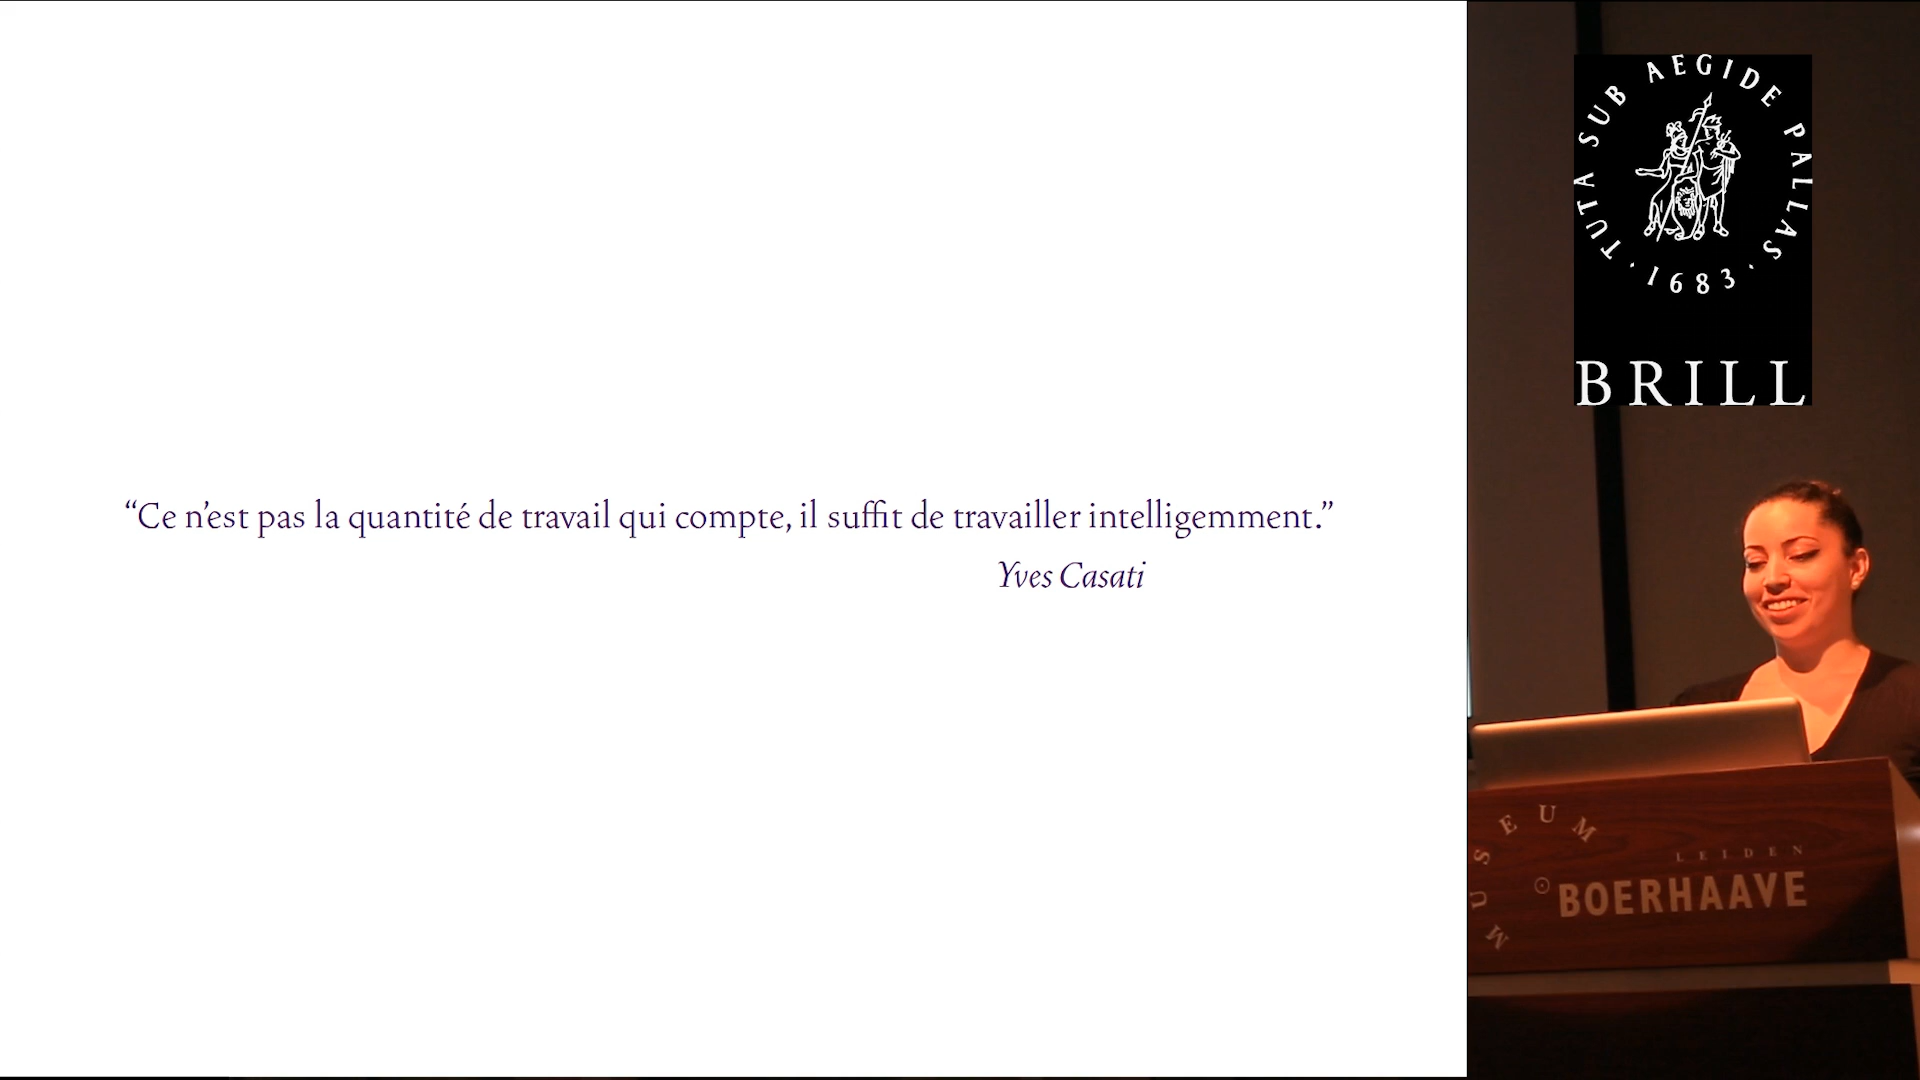 “Ce n’est pas la quantité de travail qui compte, il suffit de travailler intelligemment.”
Yves Casati
TUTA SUB AEGIDE PALLAS
· 1683 ·
BRILL
MUSEUM
LEIDEN
BOERHAAVE